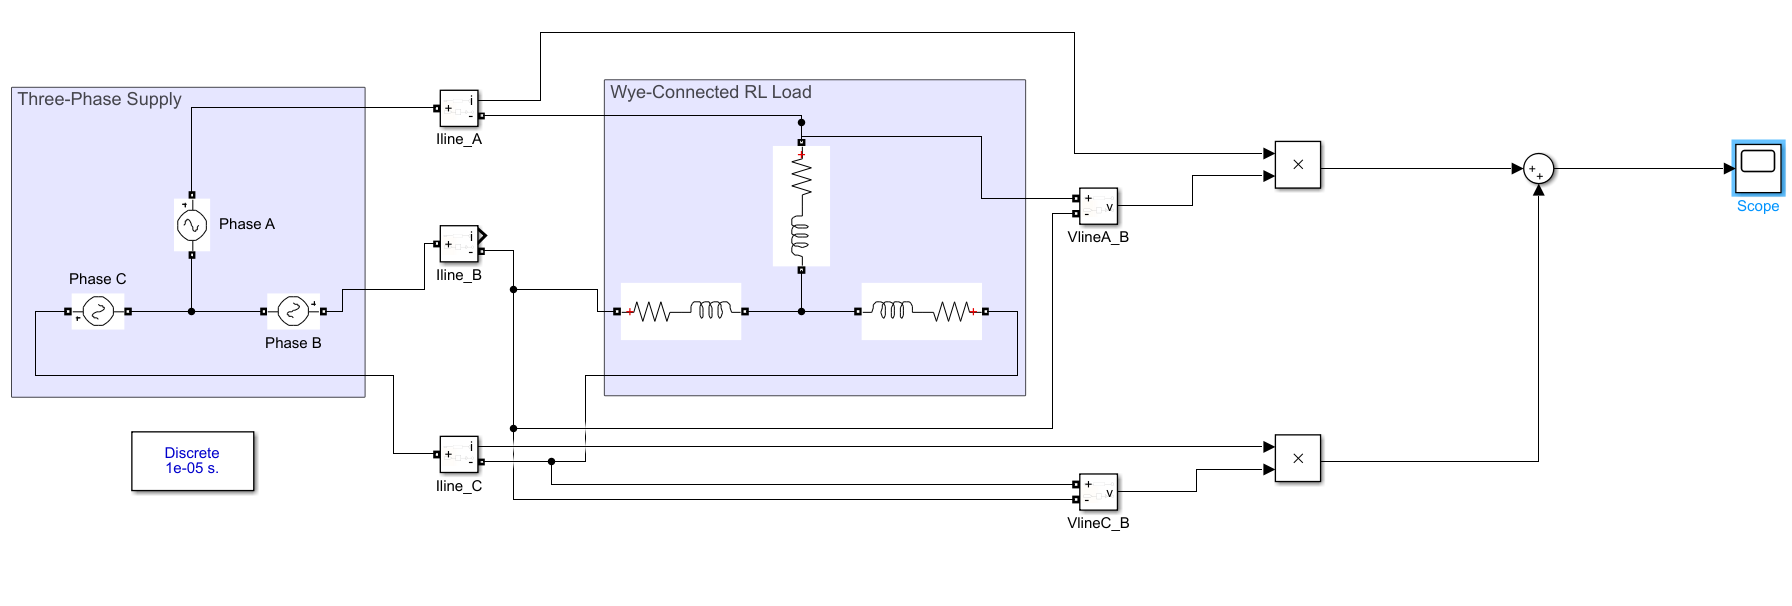 Three-Phase Supply
Phase A
Phase C
Phase B
Discrete
1e-05 s.
i
+
-
Iline_A
i
+
-
Iline_B
i
+
-
Iline_C
Wye-Connected RL Load
+
+
+
+
-
v
VlineA_B
+
-
v
VlineC_B
×
×
+
+
Scope